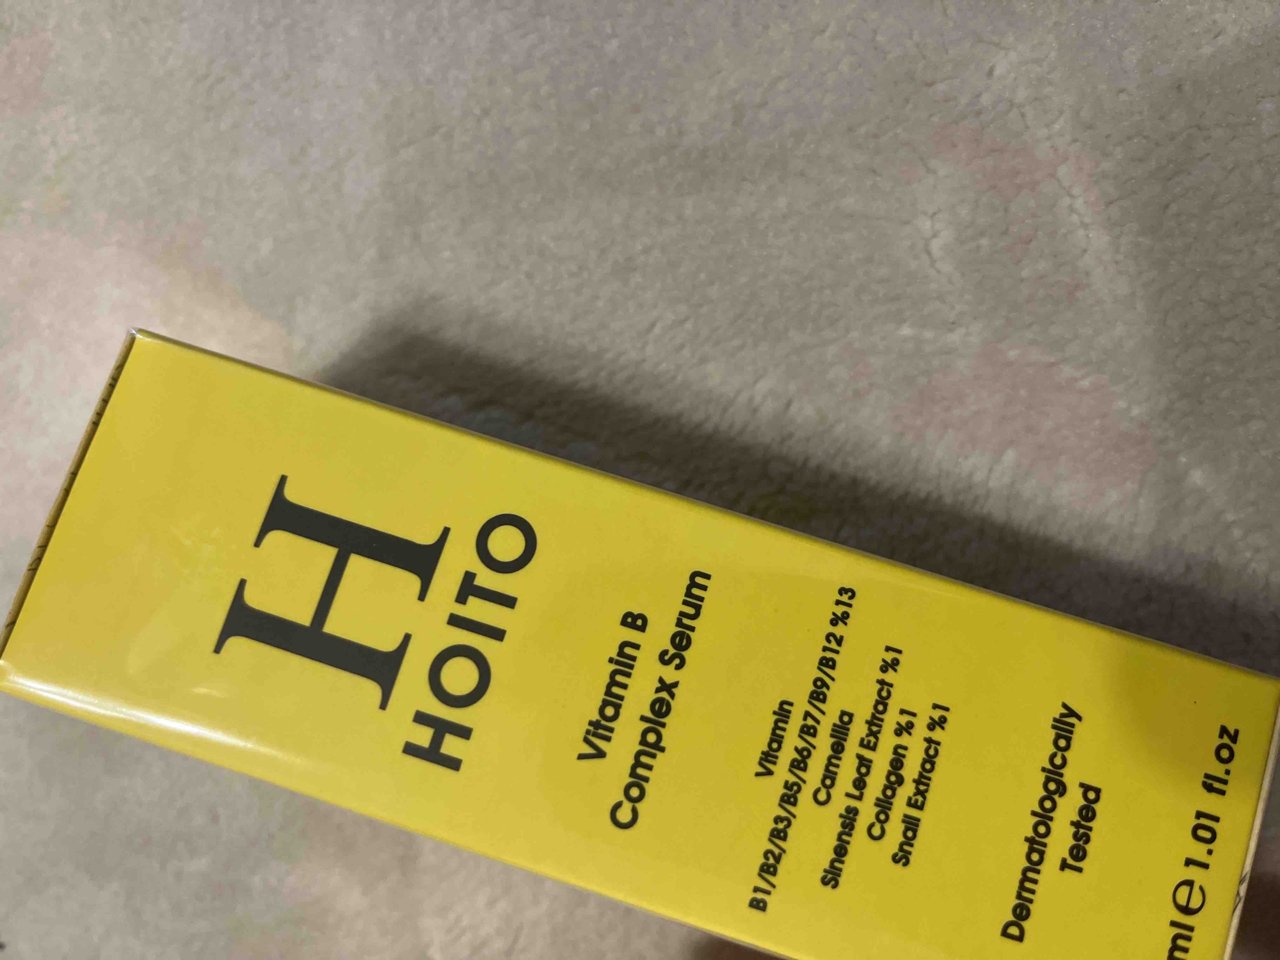 H
HOITO
Vitamin B
Complex Serum
Vitamin
B1/B2/B3/B5/B6/B7/B9/B12 %13
Camellia
Sinensis Leaf Extract %1
Collagen %1
Snail Extract %1
Dermatologically
Tested
ml e 1.01 fl.oz